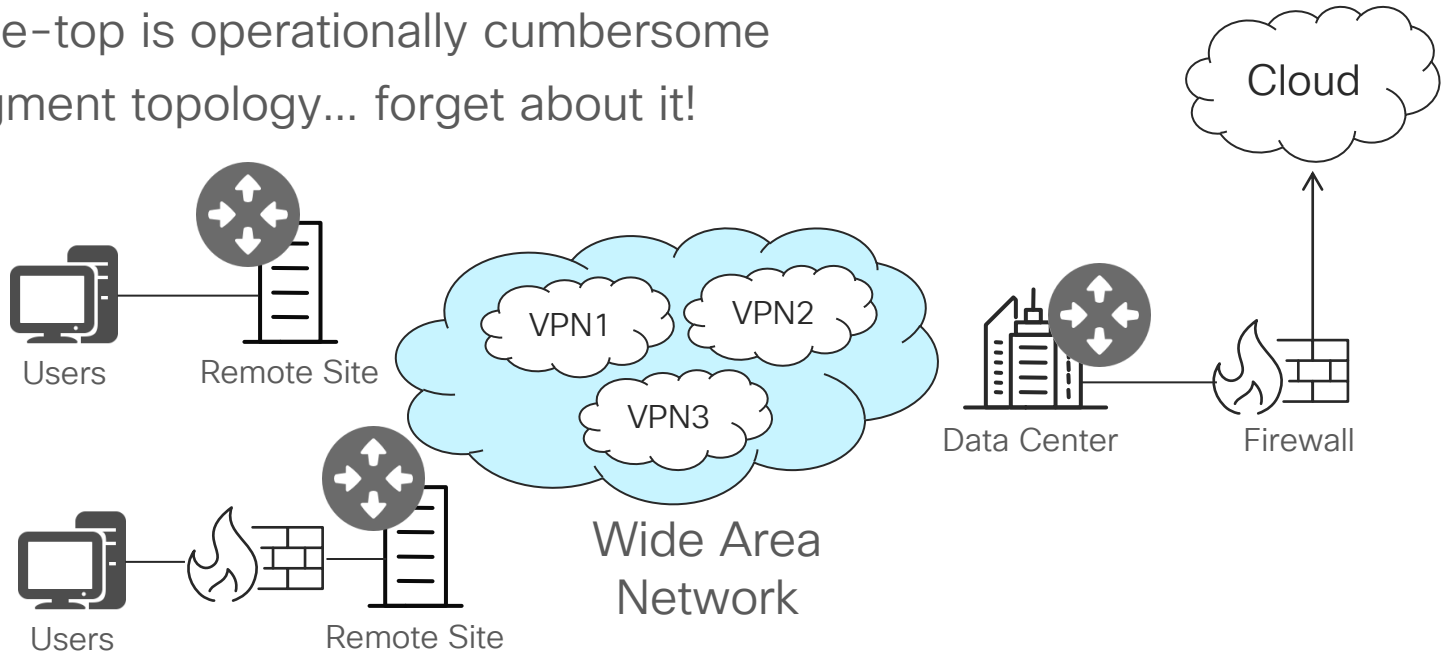 e-top is operationally cumbersome
gment topology... forget about it!
Cloud
VPN1
VPN2
VPN3
Users
Remote Site
Data Center
Firewall
Wide Area
Network
Users
Remote Site